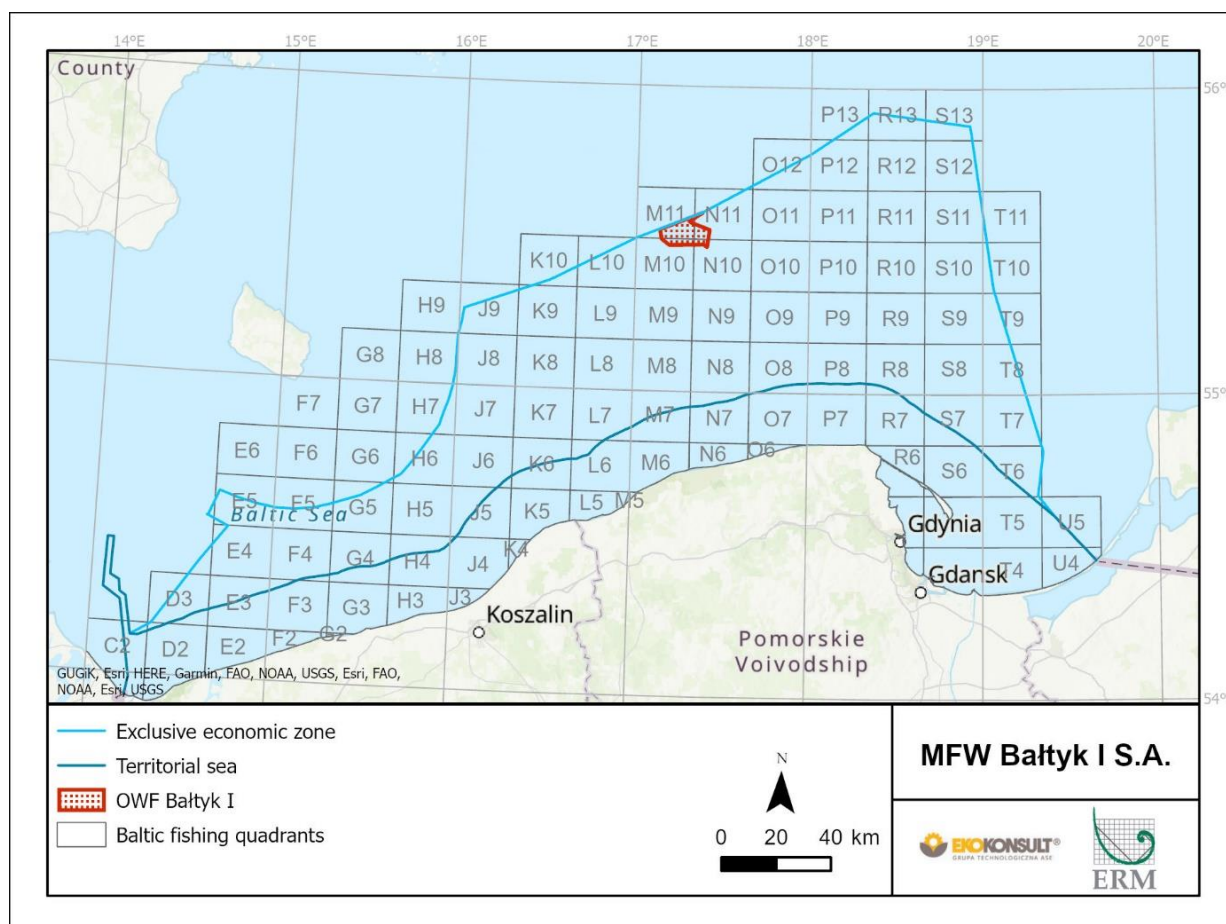 14° 15° 16° 17° 18° 19° 20°
County
56°
P13 R13 S13
O12 P12 R12 S12
M11 N11 O11 P11 R11 S11 T11
K10 L10 M10 N10 O10 P10 R10 S10 T10
H9 J9 K9 L9 M9 N9 O9 P9 R9 S9 T9
G8 H8 J8 K8 L8 M8 N8 O8 P8 R8 S8 T8
55°
F7 G7 H7 J7 K7 L7 M7 N7 O7 P7 R7 S7 T7
E6 F6 G6 H6 J6 K6 L6 M6 N6 O6 R6 S6 T6
E5 F5 G5 H5 J5 K5 L5 M5 T5 U5
Baltic Sea
Gdynia
E4 F4 G4 H4 J4 K4 T4 U4
Gdansk
D3 E3 F3 G3 H3 J3
Koszalin
C2 D2 E2 F2 G2
Pomorskie
Voivodship
GUGiK, Esri, HERE, Garmin, FAO, NOAA, USGS, Esri, FAO,
NOAA, Esri, USGS
54°
Exclusive economic zone
Territorial sea
OWF Bałtyk I
Baltic fishing quadrants
N
0 20 40 km
MFW Bałtyk I S.A.
EKOKONSULT®
GRUPA TECHNOLOGICZNA ASE
ERM